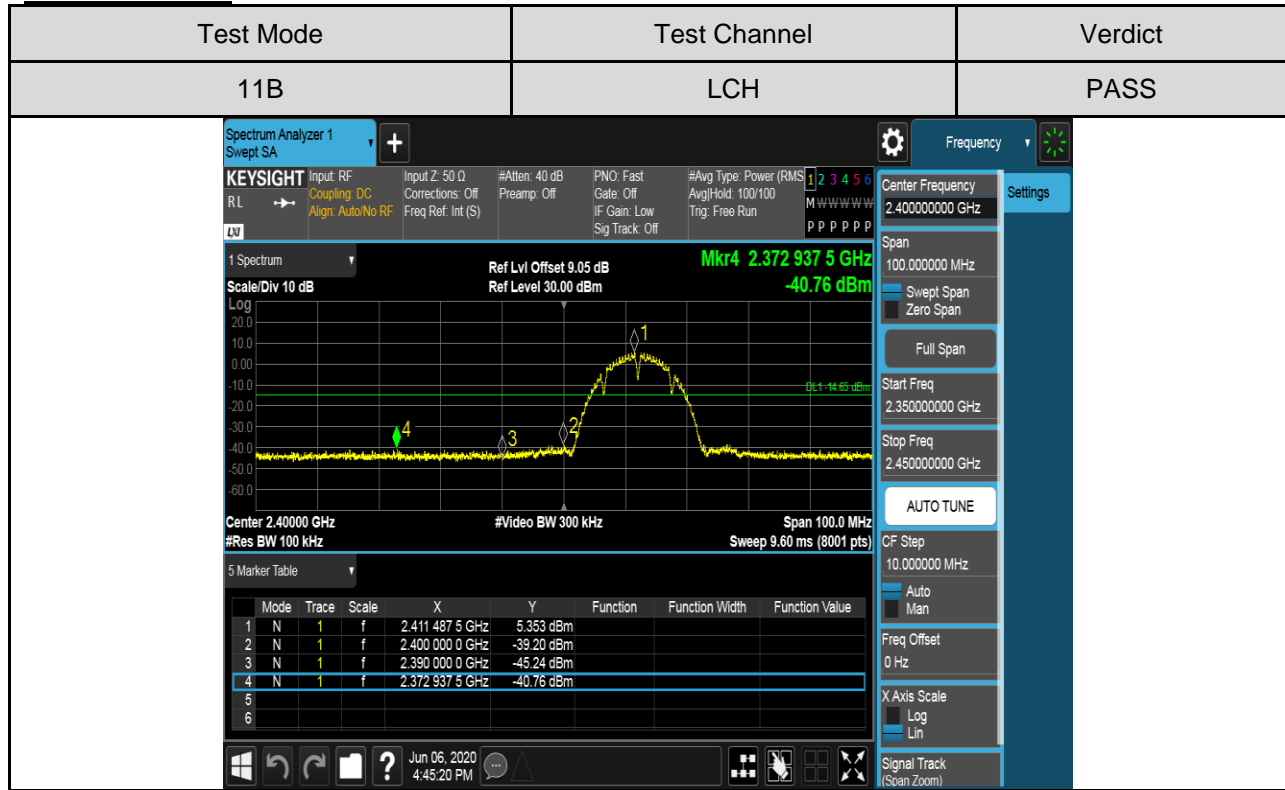 Test Mode Test Channel Verdict
11B LCH PASS
Spectrum Analyzer 1
Swept SA
+
Frequency
KEYSIGHT Input: RF Input Z: 50 Ω #Atten: 40 dB PNO: Fast #Avg Type: Power (RMS 1 2 3 4 5 6
RL Coupling: DC Corrections: Off Preamp: Off Gate: Off Avg|Hold: 100/100 M W W W W W
Align: Auto/No RF Freq Ref: Int (S) IF Gain: Low Trig: Free Run
LXI Sig Track: Off P P P P P P
1 Spectrum
Ref Lvl Offset 9.05 dB Mkr4 2.372 937 5 GHz
Scale/Div 10 dB Ref Level 30.00 dBm -40.76 dBm
Log
20.0
10.0
0.00
-10.0
-20.0
-30.0
-40.0
-50.0
-60.0
1
DL1 -14.65 dBm
4 3 2
Center 2.40000 GHz #Video BW 300 kHz Span 100.0 MHz
#Res BW 100 kHz Sweep 9.60 ms (8001 pts)
5 Marker Table
Mode Trace Scale X Y Function Function Width Function Value
1 N 1 f 2.411 487 5 GHz 5.353 dBm
2 N 1 f 2.400 000 0 GHz -39.20 dBm
3 N 1 f 2.390 000 0 GHz -45.24 dBm
4 N 1 f 2.372 937 5 GHz -40.76 dBm
5
6
Jun 06, 2020
4:45:20 PM
?
Center Frequency
2.400000000 GHz
Settings
Span
100.000000 MHz
Swept Span
Zero Span
Full Span
Start Freq
2.350000000 GHz
Stop Freq
2.450000000 GHz
AUTO TUNE
CF Step
10.000000 MHz
Auto
Man
Freq Offset
0 Hz
X Axis Scale
Log
Lin
Signal Track
(Span Zoom)